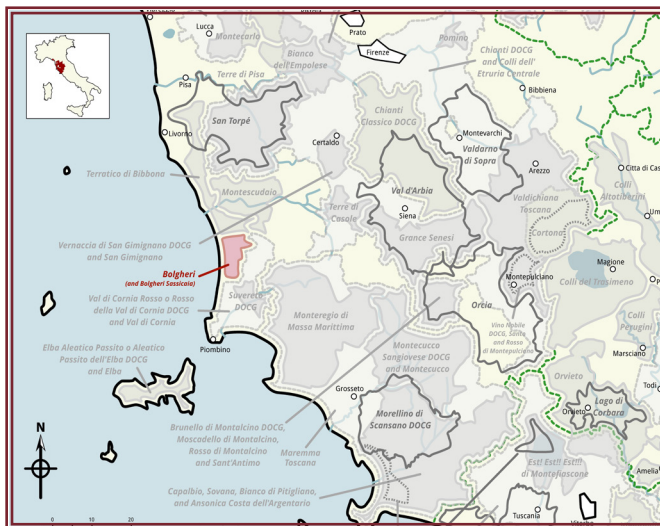 Lucca
Montecarlo
Prato
Firenze
Bianco
dell'Empolese
Pomino
Chianti DOCG
and Colli dell'
Etruria Centrale
Terre di Pisa
Pisa
Bibbiena
San Torpé
Chianti
Classico DOCG
Livorno
Certaldo
Montevarchi
Valdarno
di Sopra
Arezzo
Citta di Cas
Terratico di Bibbona
Montescudaio
Val d'Arbia
Siena
Terre di
Casole
Valdichiana
Toscana
Colli
Altotiberini
Um
Cortona
Grance Senesi
Vernaccia di San Gimignano DOCG
and San Gimignano
Bolgheri
(and Bolgheri Sassicaia)
Magione
Montepulciano
Colli del Trasimeno
P
Val di Cornia Rosso o Rosso
della Val di Cornia DOCG
and Val di Cornia
Suvereto
DOCG
Monteregio di
Massa Marittima
Orcia
Vino Nobile
DOCG, Santo
and Rosso
di Montepulciano
Colli
Perugini
Piombino
Montecucco
Sangiovese DOCG
and Montecucco
Marsciano
Elba Aleatico Passito o Aleatico
Passito dell'Elba DOCG
and Elba
Orvieto
Todi
Grosseto
Morellino di
Scansano DOCG
Orvieto
Lago di
Corbara
N
Brunello di Montalcino DOCG,
Moscadello di Montalcino,
Rosso di Montalcino
and Sant'Antimo
Maremma
Toscana
Est! Est!! Est!!!
di Montefiascone
Amelia
Capalbio, Sovana, Bianco di Pitigliano,
and Ansonica Costa dell'Argentario
Tuscania
Viterbo
0 10 20